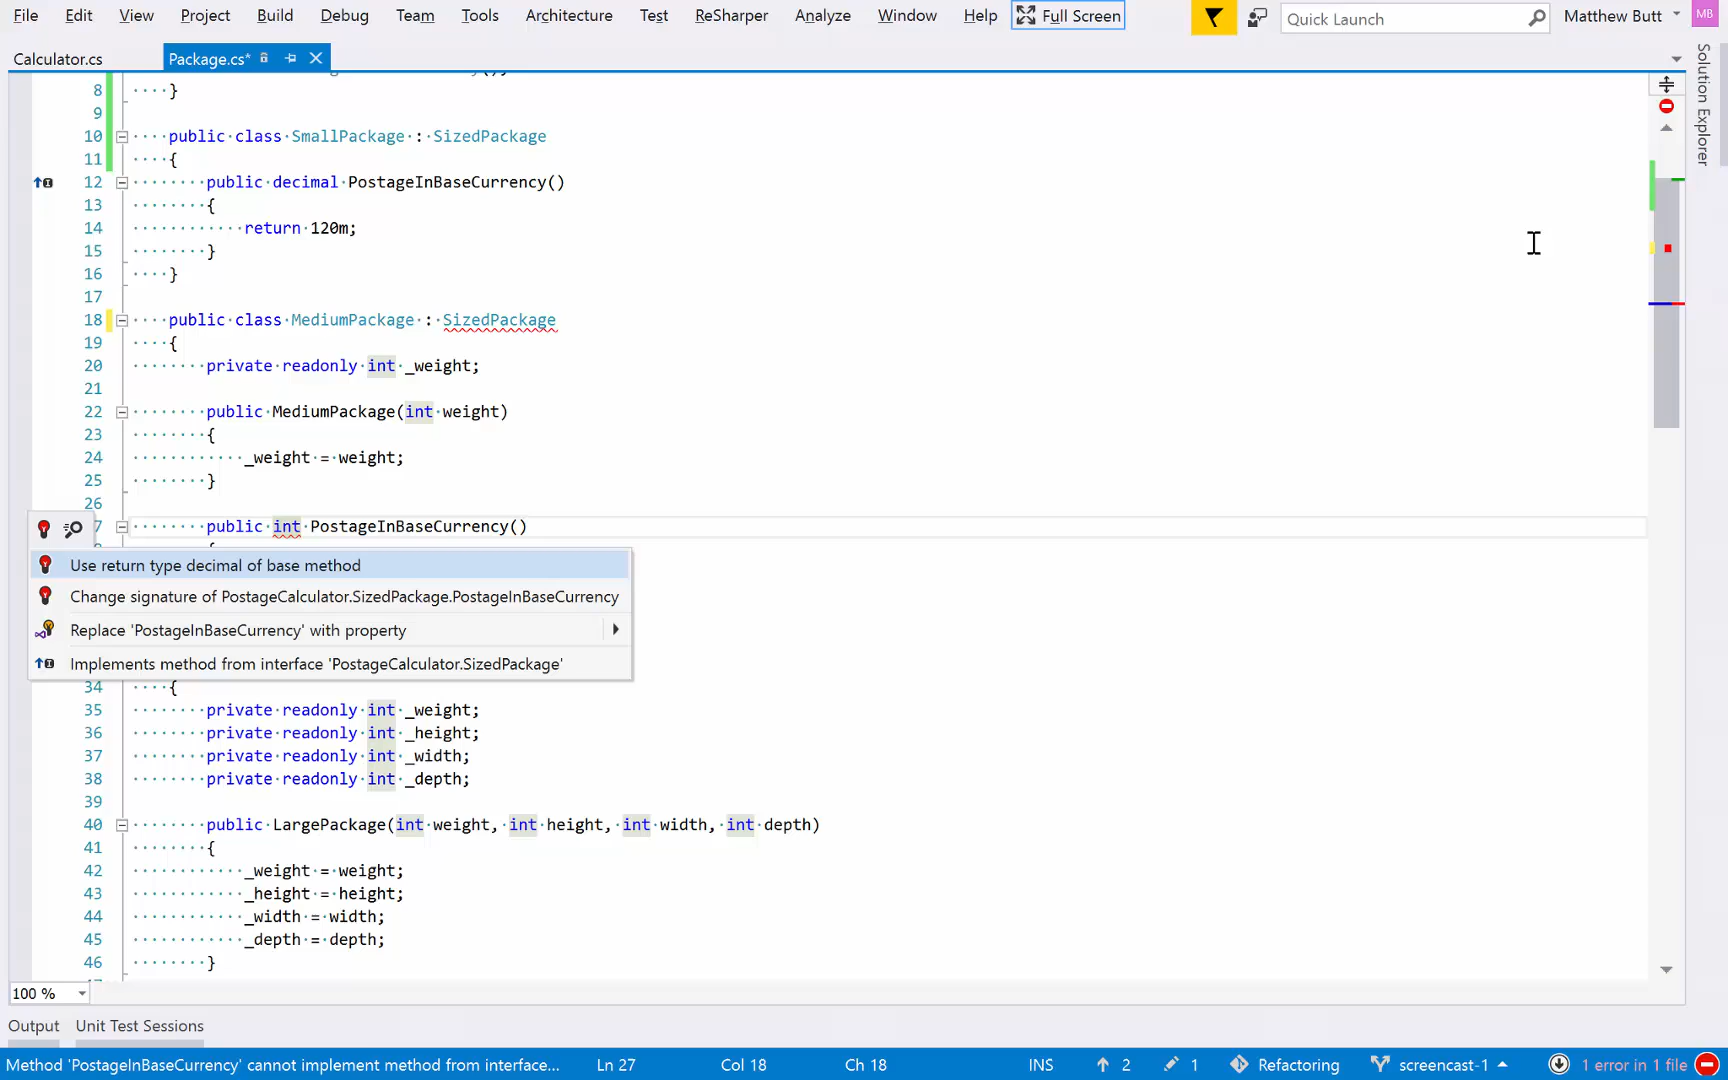 File Edit View Project Build Debug Team Tools Architecture Test ReSharper Analyze Window Help Full Screen Quick Launch Matthew Butt MB
Calculator.cs Package.cs*
Solution Explorer
8 }
9
10 public class SmallPackage : SizedPackage
11 {
12 public decimal PostageInBaseCurrency()
13 {
14 return 120m;
15 }
16 }
17
18 public class MediumPackage : SizedPackage
19 {
20 private readonly int _weight;
21
22 public MediumPackage(int weight)
23 {
24 _weight = weight;
25 }
26
7 public int PostageInBaseCurrency()
Use return type decimal of base method
Change signature of PostageCalculator.SizedPackage.PostageInBaseCurrency
Replace 'PostageInBaseCurrency' with property
Implements method from interface 'PostageCalculator.SizedPackage'
34 {
35 private readonly int _weight;
36 private readonly int _height;
37 private readonly int _width;
38 private readonly int _depth;
39
40 public LargePackage(int weight, int height, int width, int depth)
41 {
42 _weight = weight;
43 _height = height;
44 _width = width;
45 _depth = depth;
46 }
100 %
Output Unit Test Sessions
Method 'PostageInBaseCurrency' cannot implement method from interface... Ln 27 Col 18 Ch 18 INS 2 1 Refactoring screencast-1 1 error in 1 file